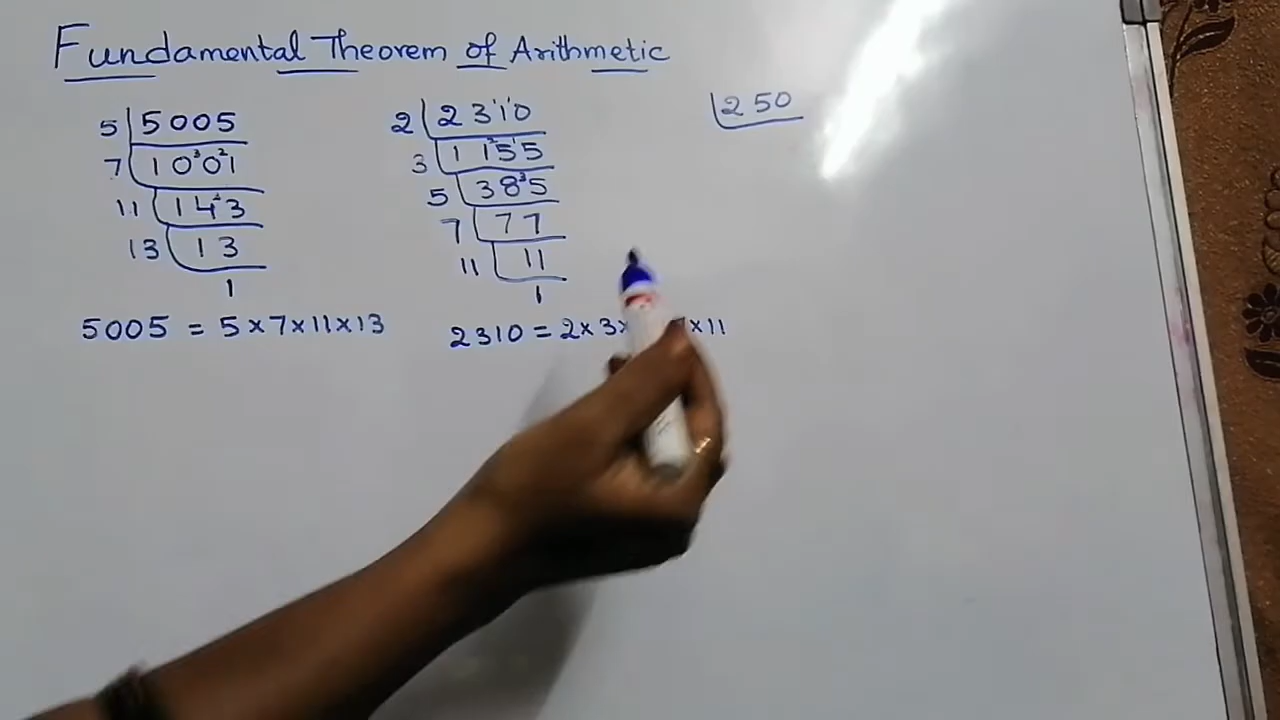 Fundamental Theorem of Arithmetic
5 | 5005
7 | 1001
11 | 143
13 | 13
1
5005 = 5×7×11×13
2 | 2310
3 | 1155
5 | 385
7 | 77
11 | 11
1
2310 = 2×3× ×11
250